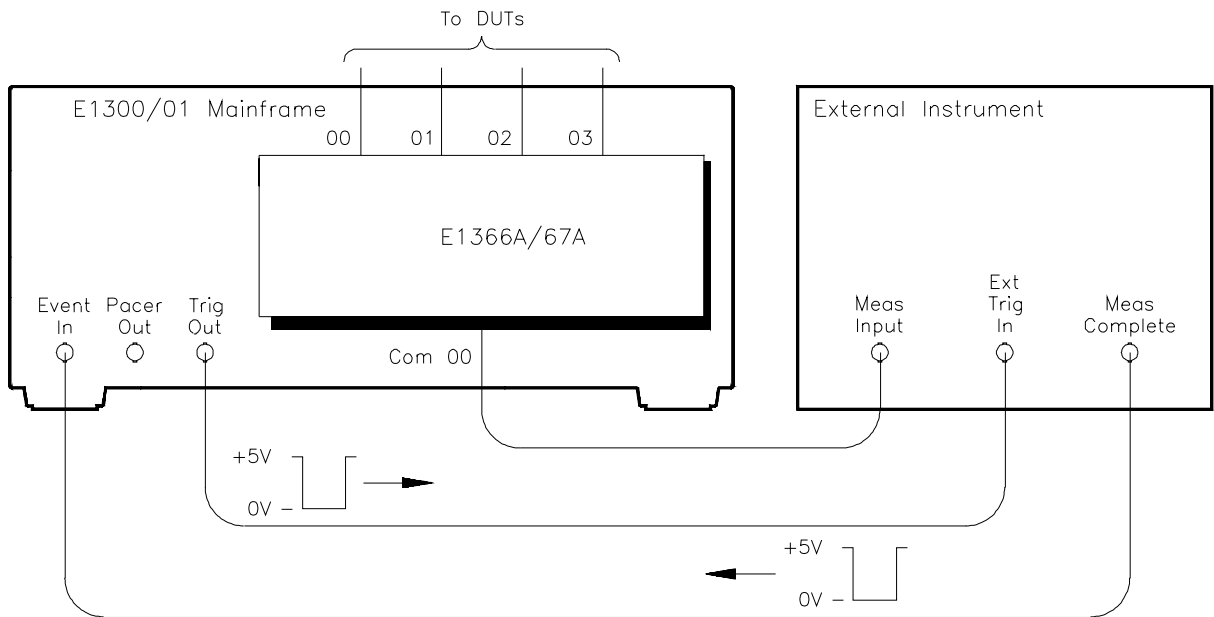 To DUTs
E1300/01 Mainframe
00 01 02 03
E1366A/67A
Event
In
Pacer
Out
Trig
Out
Com 00
External Instrument
Meas
Input
Ext
Trig
In
Meas
Complete
+5V
0V
+5V
0V